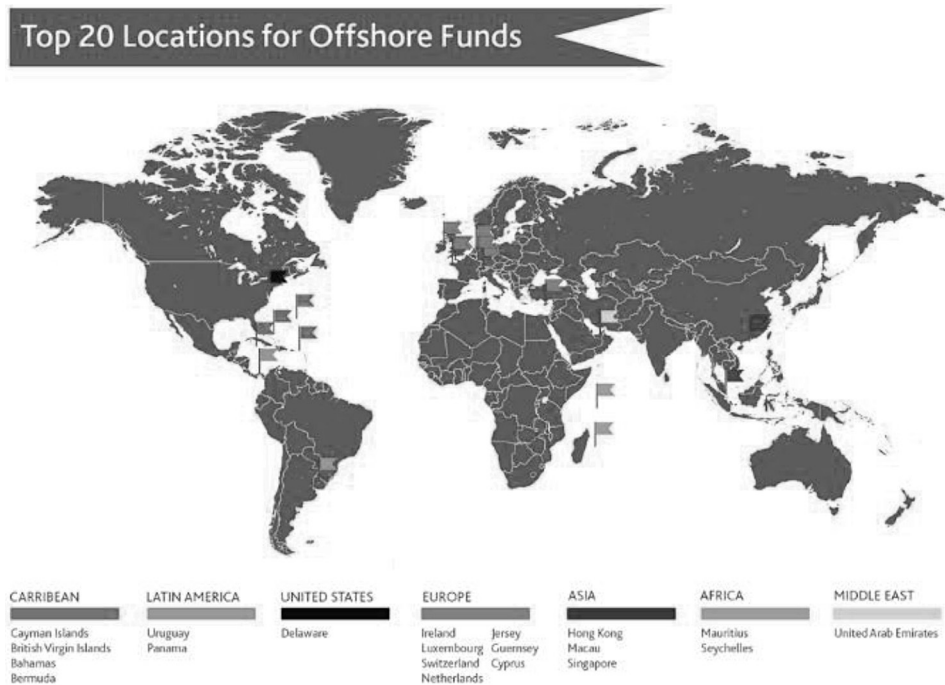 Top 20 Locations for Offshore Funds
CARRIBEAN
Cayman Islands
British Virgin Islands
Bahamas
Bermuda
LATIN AMERICA
Uruguay
Panama
UNITED STATES
Delaware
EUROPE
Ireland Jersey
Luxembourg Guernsey
Switzerland Cyprus
Netherlands
ASIA
Hong Kong
Macau
Singapore
AFRICA
Mauritius
Seychelles
MIDDLE EAST
United Arab Emirates